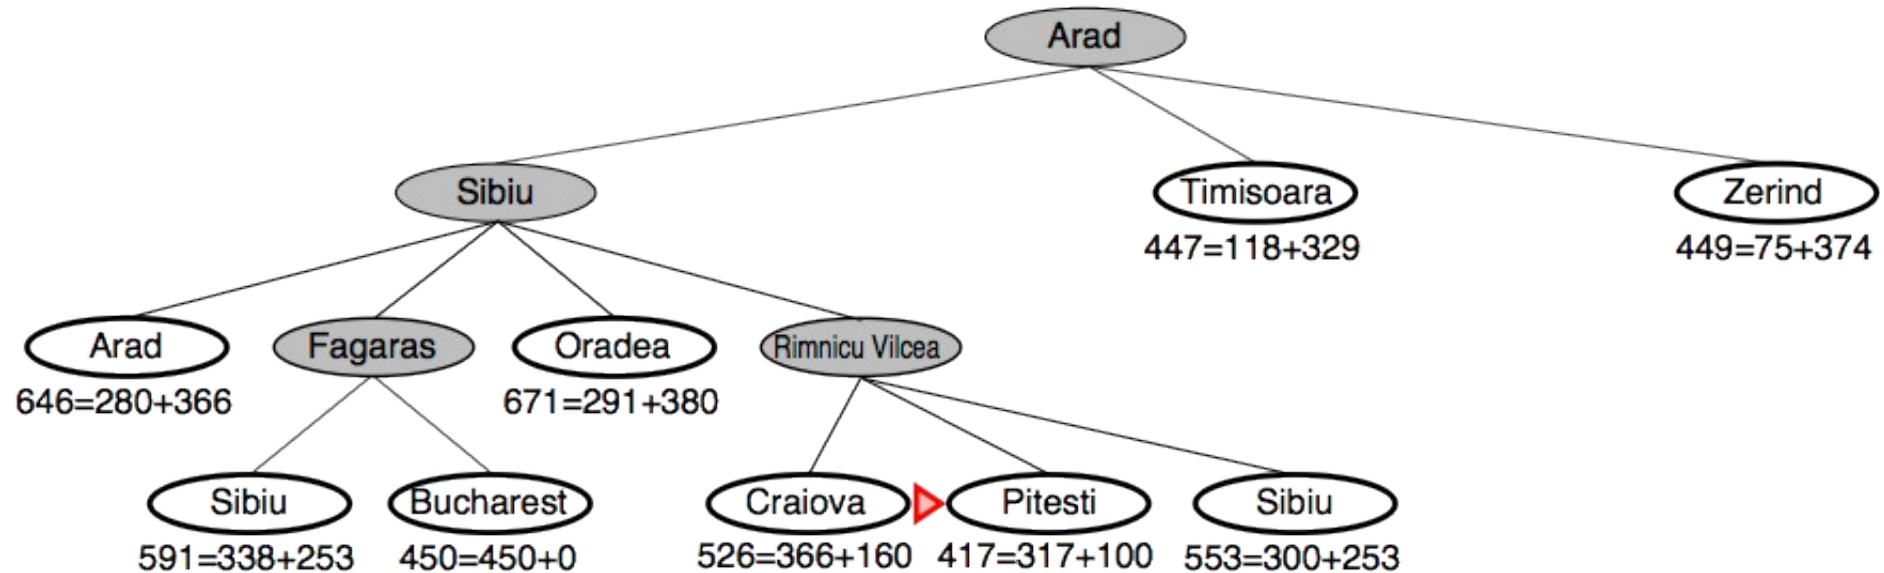 Arad
Sibiu
Timisoara
Zerind
447=118+329
449=75+374
Arad
Fagaras
Oradea
Rimnicu Vilcea
646=280+366
671=291+380
Sibiu
Bucharest
Craiova
Pitesti
Sibiu
591=338+253
450=450+0
526=366+160
417=317+100
553=300+253